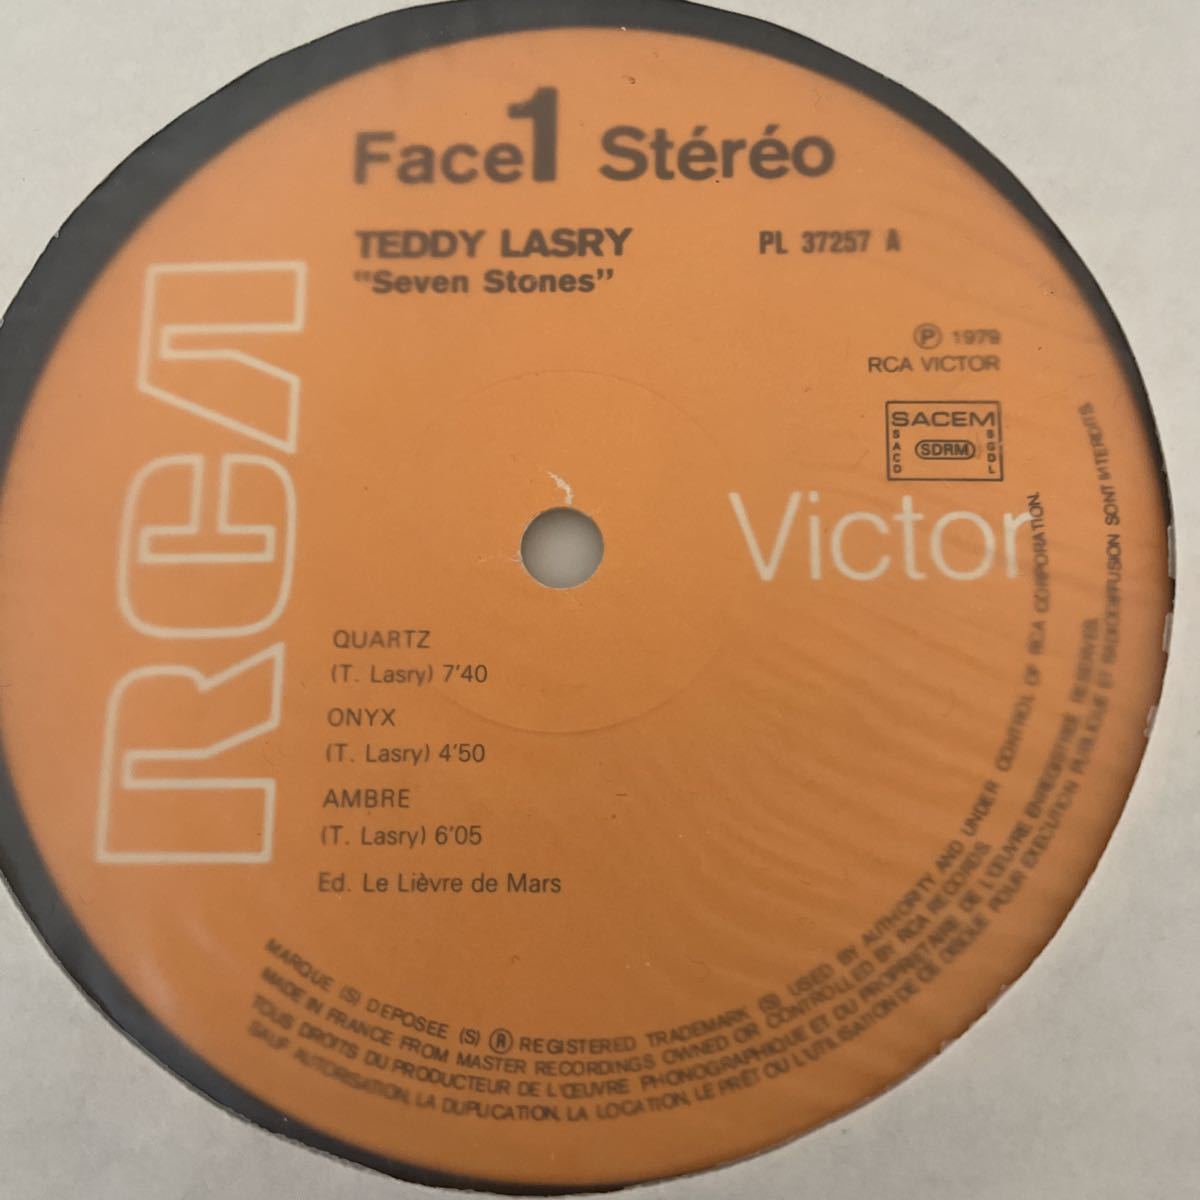 Face 1 Stéréo
TEDDY LASRY
"Seven Stones"
PL 37257 A
Ⓟ 1979
RCA VICTOR
SACEM
SACD
SDRM
SGDL
RCA
Victor
QUARTZ
(T. Lasry) 7'40
ONYX
(T. Lasry) 4'50
AMBRE
(T. Lasry) 6'05
Ed. Le Lièvre de Mars
MARQUE (S) DEPOSEE (S) ® REGISTERED TRADEMARK (S) USED BY AUTHORITY AND UNDER CONTROL OF RCA CORPORATION.
MADE IN FRANCE FROM MASTER RECORDINGS OWNED OR CONTROLLED BY RCA RECORDS
TOUS DROITS DU PRODUCTEUR DE L'ŒUVRE PHONOGRAPHIQUE ET DU PROPRIETAIRE DE L'ŒUVRE ENREGISTREE RESERVES.
SAUF AUTORISATION, LA DUPLICATION, LA LOCATION, LE PRÊT OU L'UTILISATION DE CE DISQUE POUR EXECUTION PUBLIQUE ET RADIODIFFUSION SONT INTERDITS